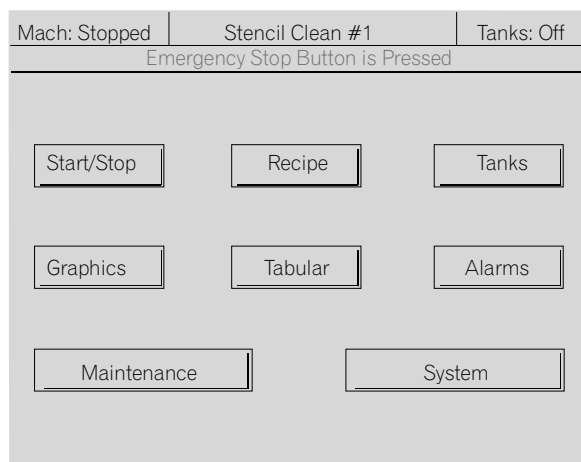 Mach: Stopped Stencil Clean #1 Tanks: Off
Emergency Stop Button is Pressed
Start/Stop Recipe Tanks
Graphics Tabular Alarms
Maintenance System